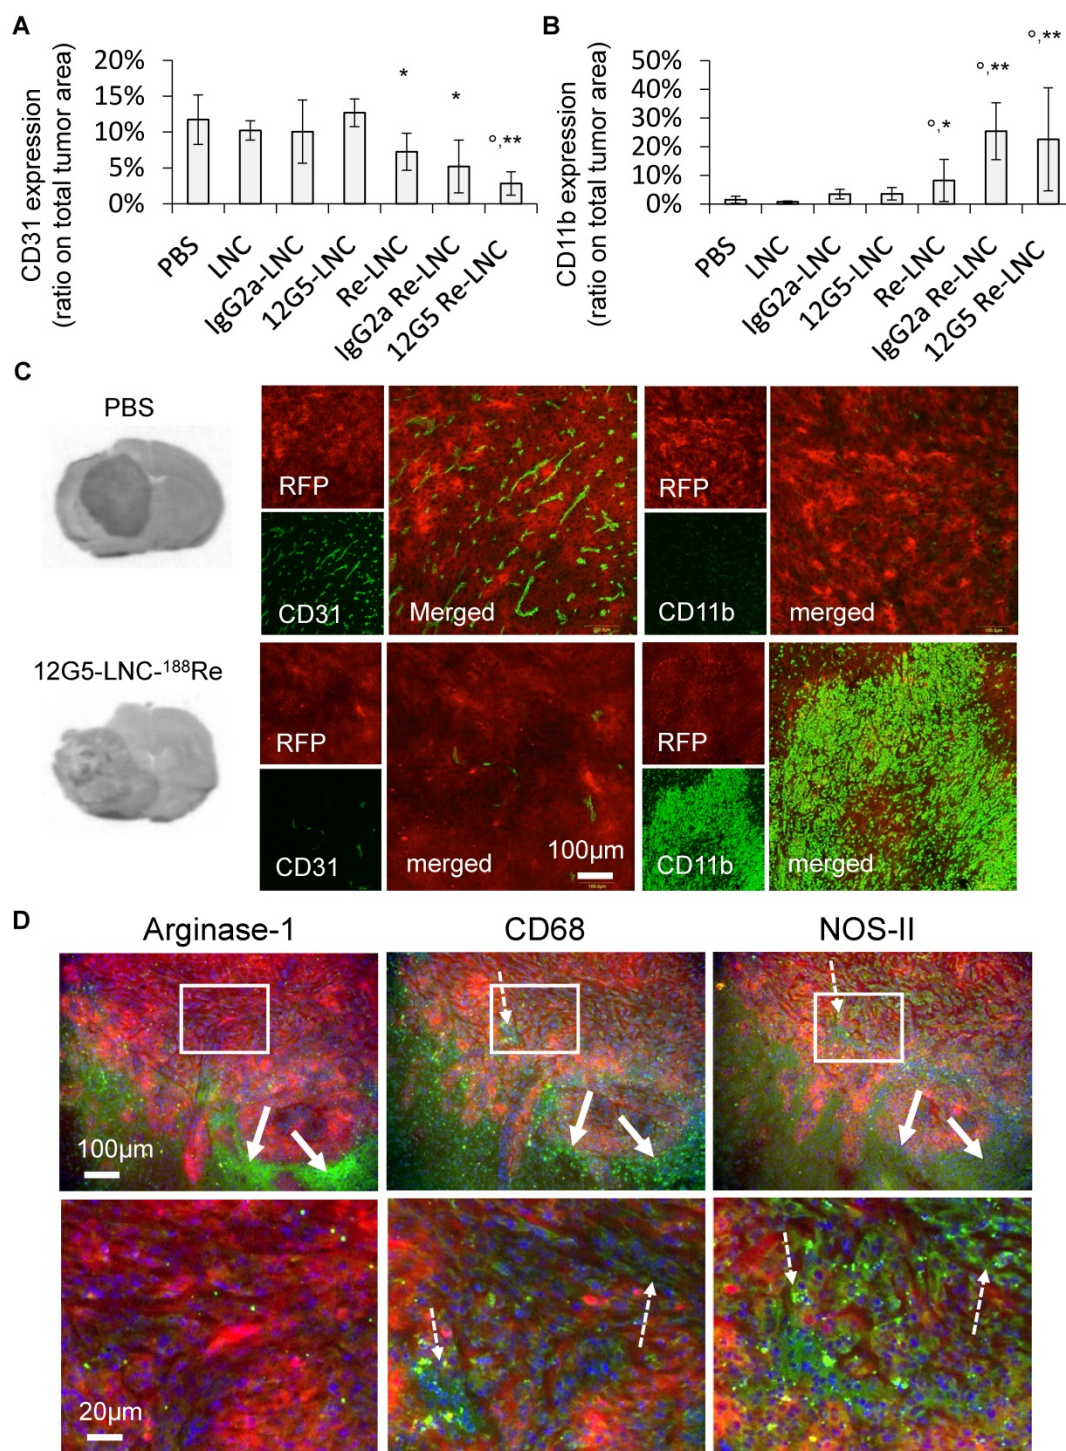 A
CD31 expression
(ratio on total tumor area)
20%
15%
10%
5%
0%
*
*
°,**
PBS
LNC
IgG2a-LNC
12G5-LNC
Re-LNC
IgG2a Re-LNC
12G5 Re-LNC
B
CD11b expression
(ratio on total tumor area)
50%
40%
30%
20%
10%
0%
°,*
°,**
°,**
PBS
LNC
IgG2a-LNC
12G5-LNC
Re-LNC
IgG2a Re-LNC
12G5 Re-LNC
C
PBS
RFP
CD31
Merged
RFP
CD11b
merged
12G5-LNC-¹⁸⁸Re
RFP
CD31
merged
100µm
RFP
CD11b
merged
D
Arginase-1
CD68
NOS-II
100µm
20µm